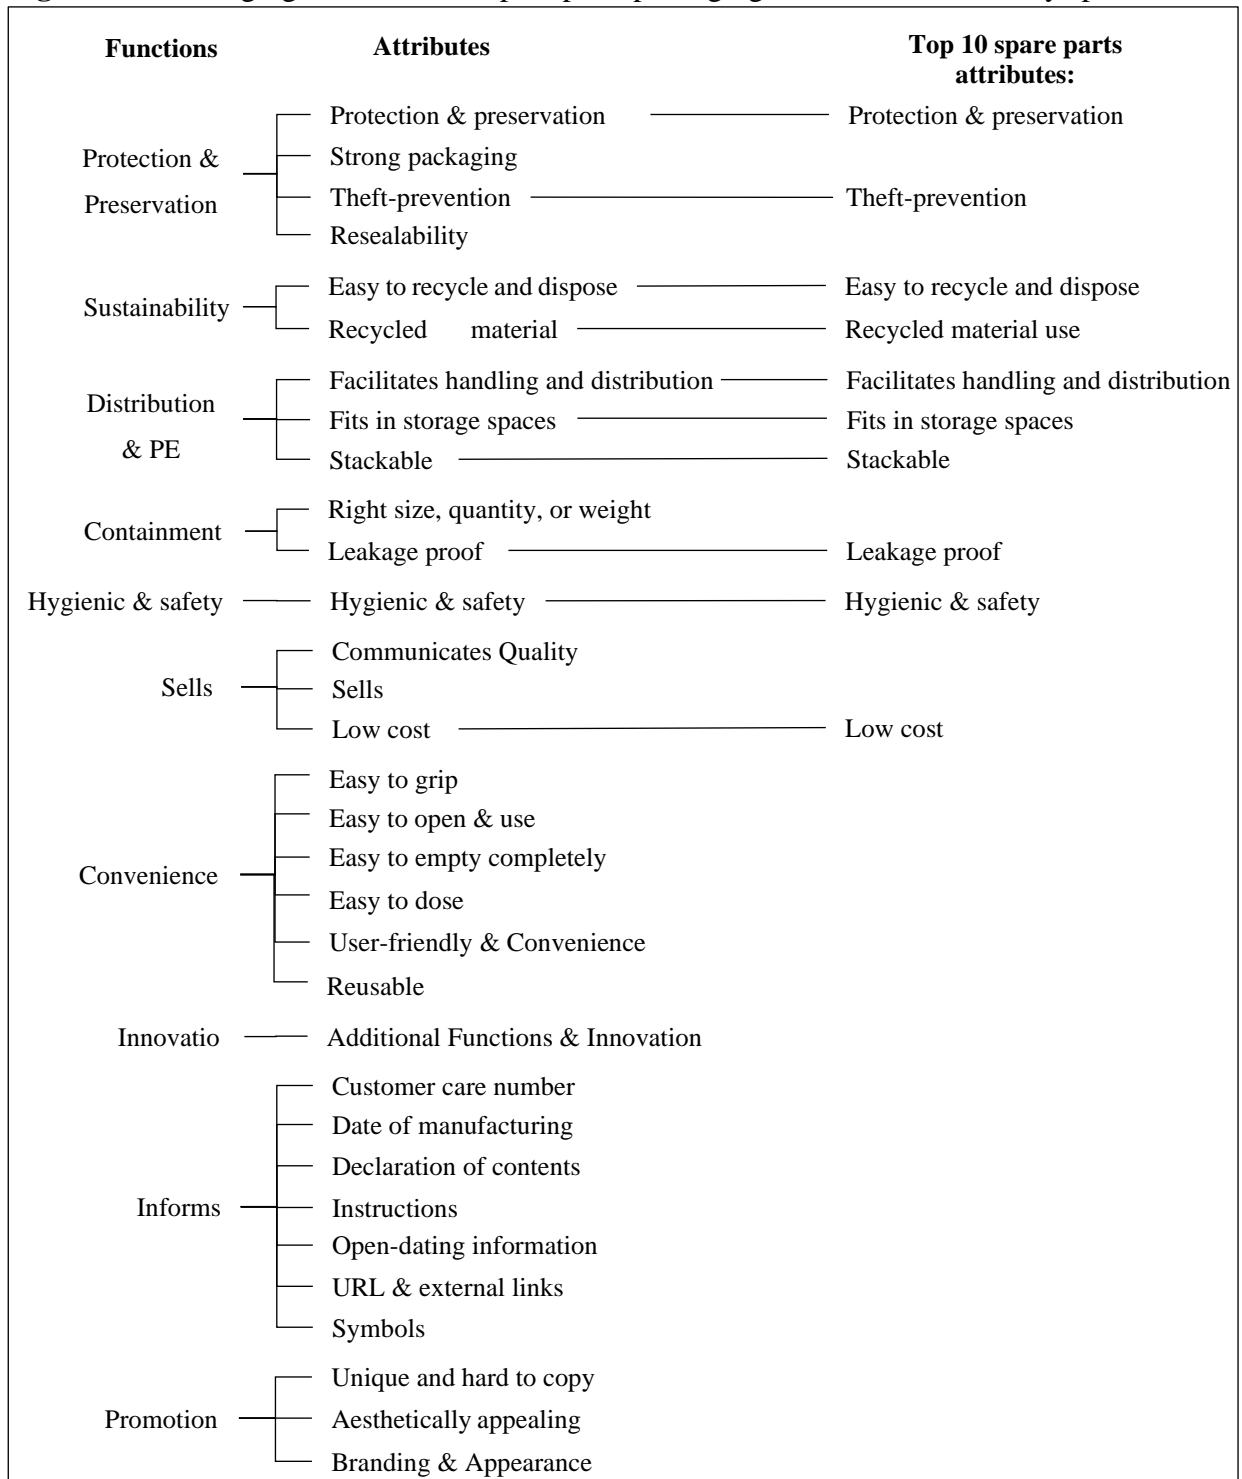 Functions Attributes Top 10 spare parts
attributes:
Protection & preservation Protection & preservation
Protection &
Strong packaging
Preservation
Theft-prevention Theft-prevention
Resealability
Easy to recycle and dispose Easy to recycle and dispose
Sustainability
Recycled material Recycled material use
Facilitates handling and distribution Facilitates handling and distribution
Distribution
Fits in storage spaces Fits in storage spaces
& PE
Stackable Stackable
Right size, quantity, or weight
Containment
Leakage proof Leakage proof
Hygienic & safety Hygienic & safety Hygienic & safety
Communicates Quality
Sells Sells
Low cost Low cost
Easy to grip
Easy to open & use
Easy to empty completely
Convenience
Easy to dose
User-friendly & Convenience
Reusable
Innovatio Additional Functions & Innovation
Customer care number
Date of manufacturing
Declaration of contents
Informs Instructions
Open-dating information
URL & external links
Symbols
Unique and hard to copy
Promotion Aesthetically appealing
Branding & Appearance